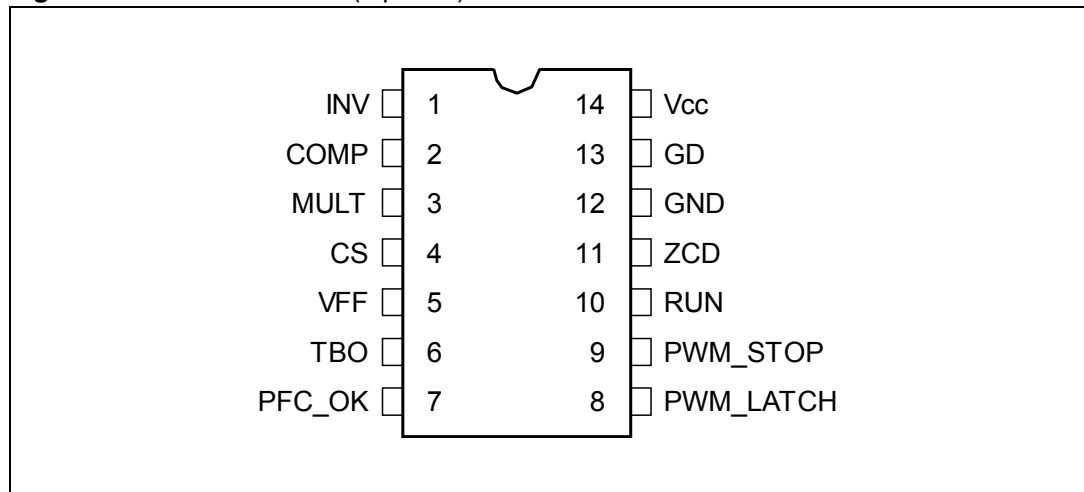 INV 1 14 Vcc
COMP 2 13 GD
MULT 3 12 GND
CS 4 11 ZCD
VFF 5 10 RUN
TBO 6 9 PWM_STOP
PFC_OK 7 8 PWM_LATCH